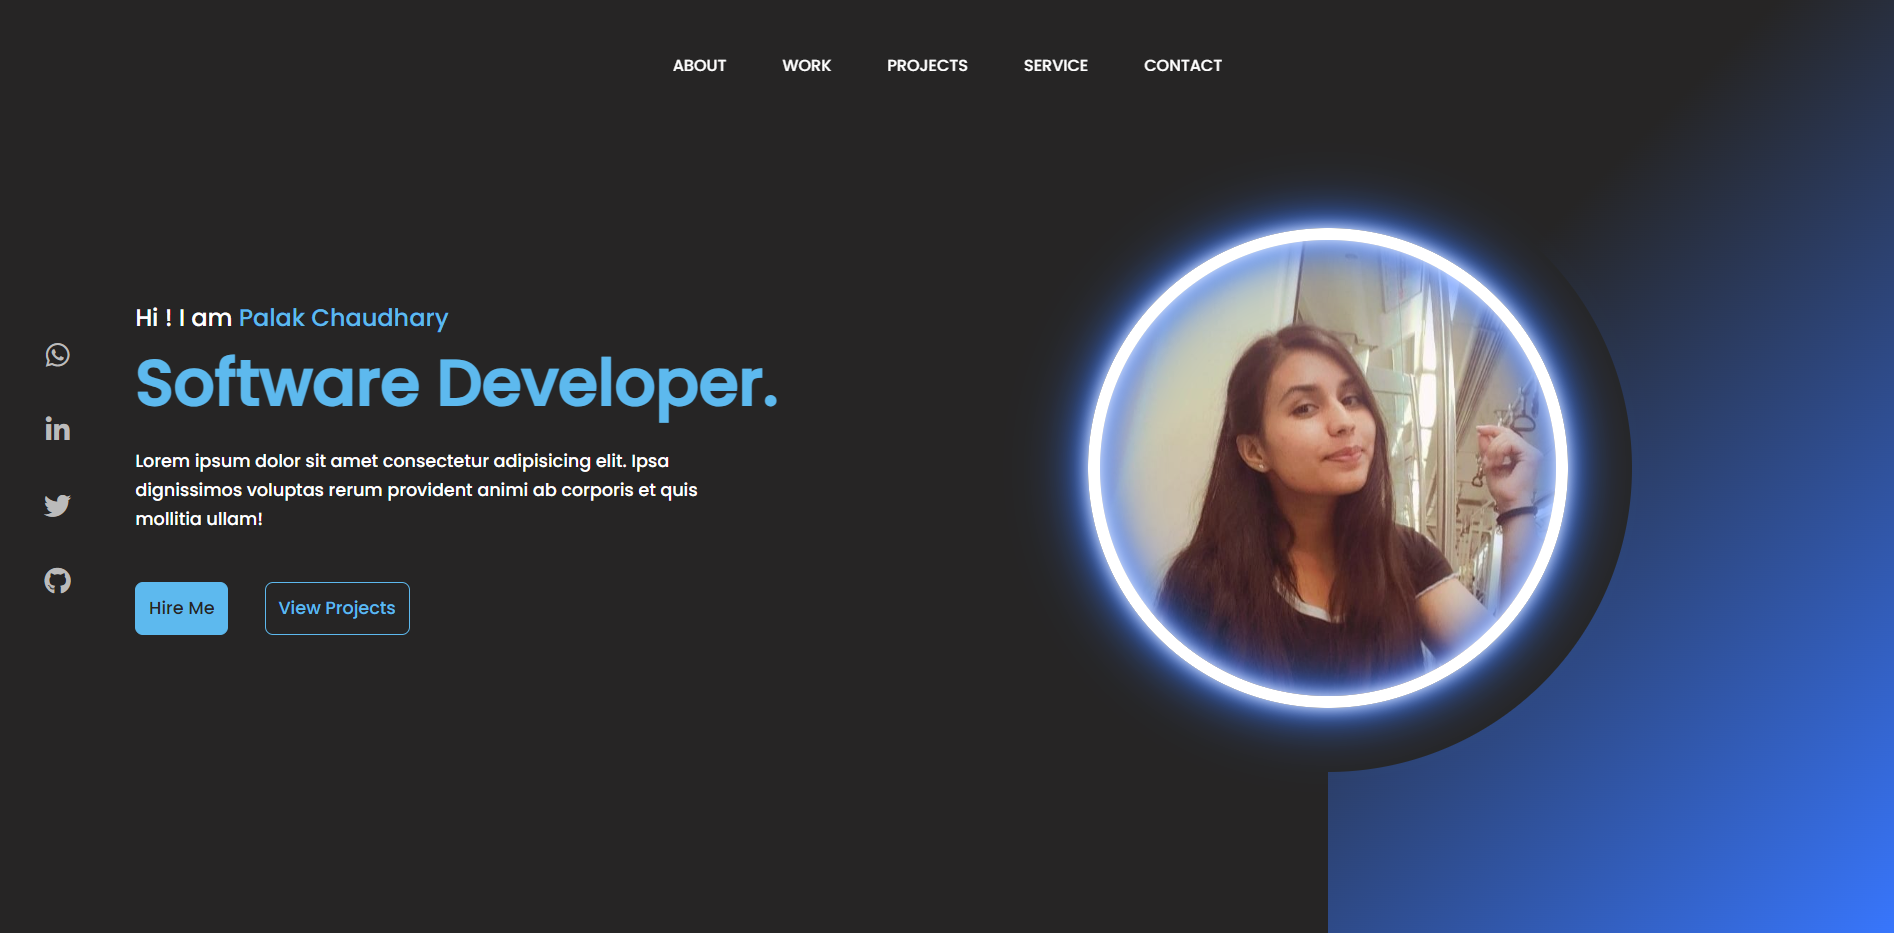 ABOUT WORK PROJECTS SERVICE CONTACT
Hi ! I am Palak Chaudhary
Software Developer.
Lorem ipsum dolor sit amet consectetur adipisicing elit. Ipsa
dignissimos voluptas rerum provident animi ab corporis et quis
mollitia ullam!
Hire Me View Projects